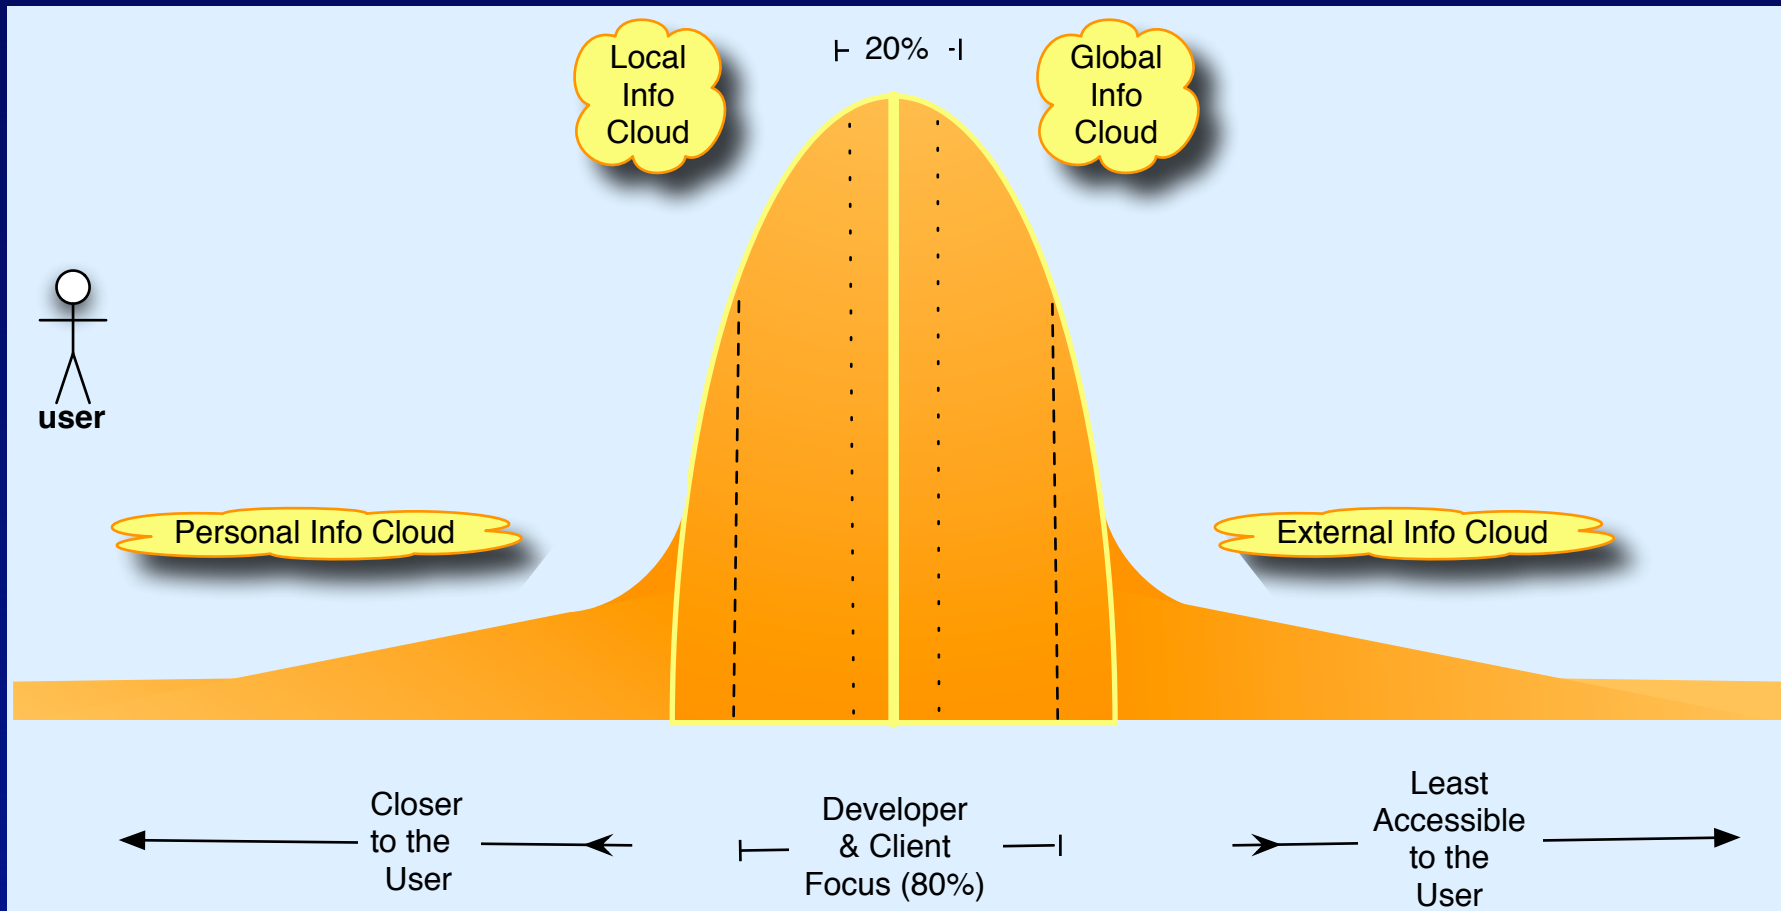 Local
Info
Cloud
20%
Global
Info
Cloud
user
Personal Info Cloud
External Info Cloud
Closer
to the
User
Developer
& Client
Focus (80%)
Least
Accessible
to the
User